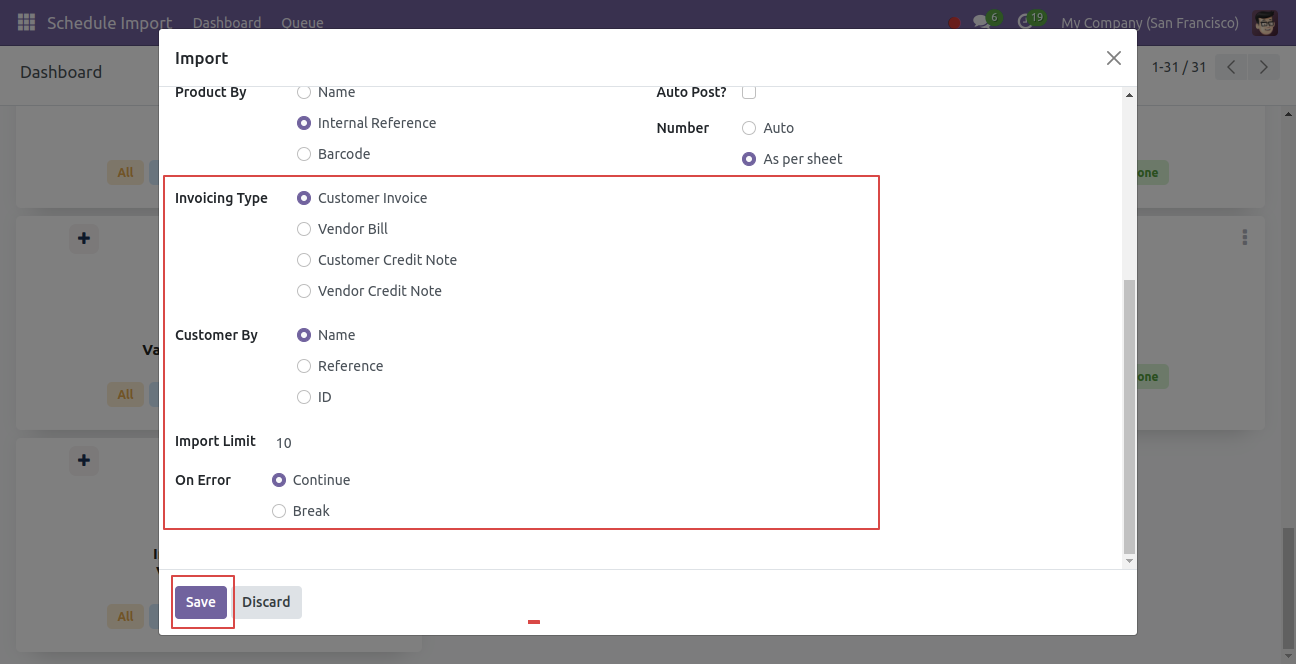 Schedule Import Dashboard Queue 6 19 My Company (San Francisco)
Dashboard 1-31 / 31
Import
Product By Name Auto Post?
Internal Reference Number Auto
Barcode As per sheet
All
Invoicing Type Customer Invoice
Vendor Bill
Customer Credit Note
Vendor Credit Note
Customer By Name
Reference
All
ID
Import Limit 10
On Error Continue
Break
Save Discard
All